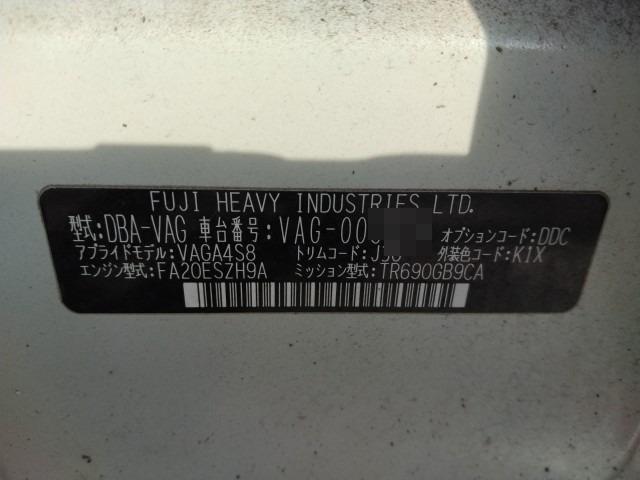 FUJI HEAVY INDUSTRIES LTD.
型式:DBA-VAG 車台番号:VAG-00 オプションコード:DDC
アプライドモデル:VAGA4S8 トリムコード:J 外装色コード:K1X
エンジン型式:FA20ESZH9A ミッション型式:TR690GB9CA